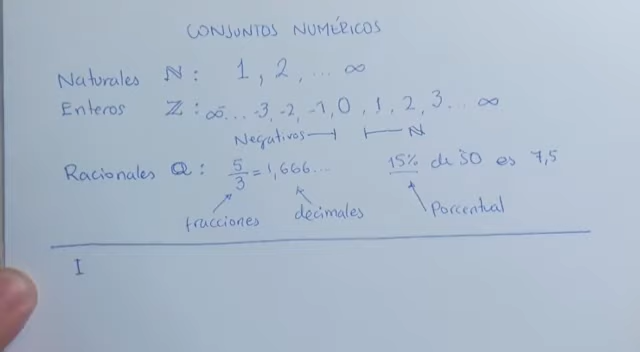 CONJUNTOS NUMÉRICOS
Naturales ℕ: 1, 2, ... ∞
Enteros ℤ: ∞... -3, -2, -1, 0, 1, 2, 3... ∞
Negativos ℕ
Racionales ℚ: 5/3 = 1,666... 15% de 50 es 7,5
fracciones decimales Porcentual
I